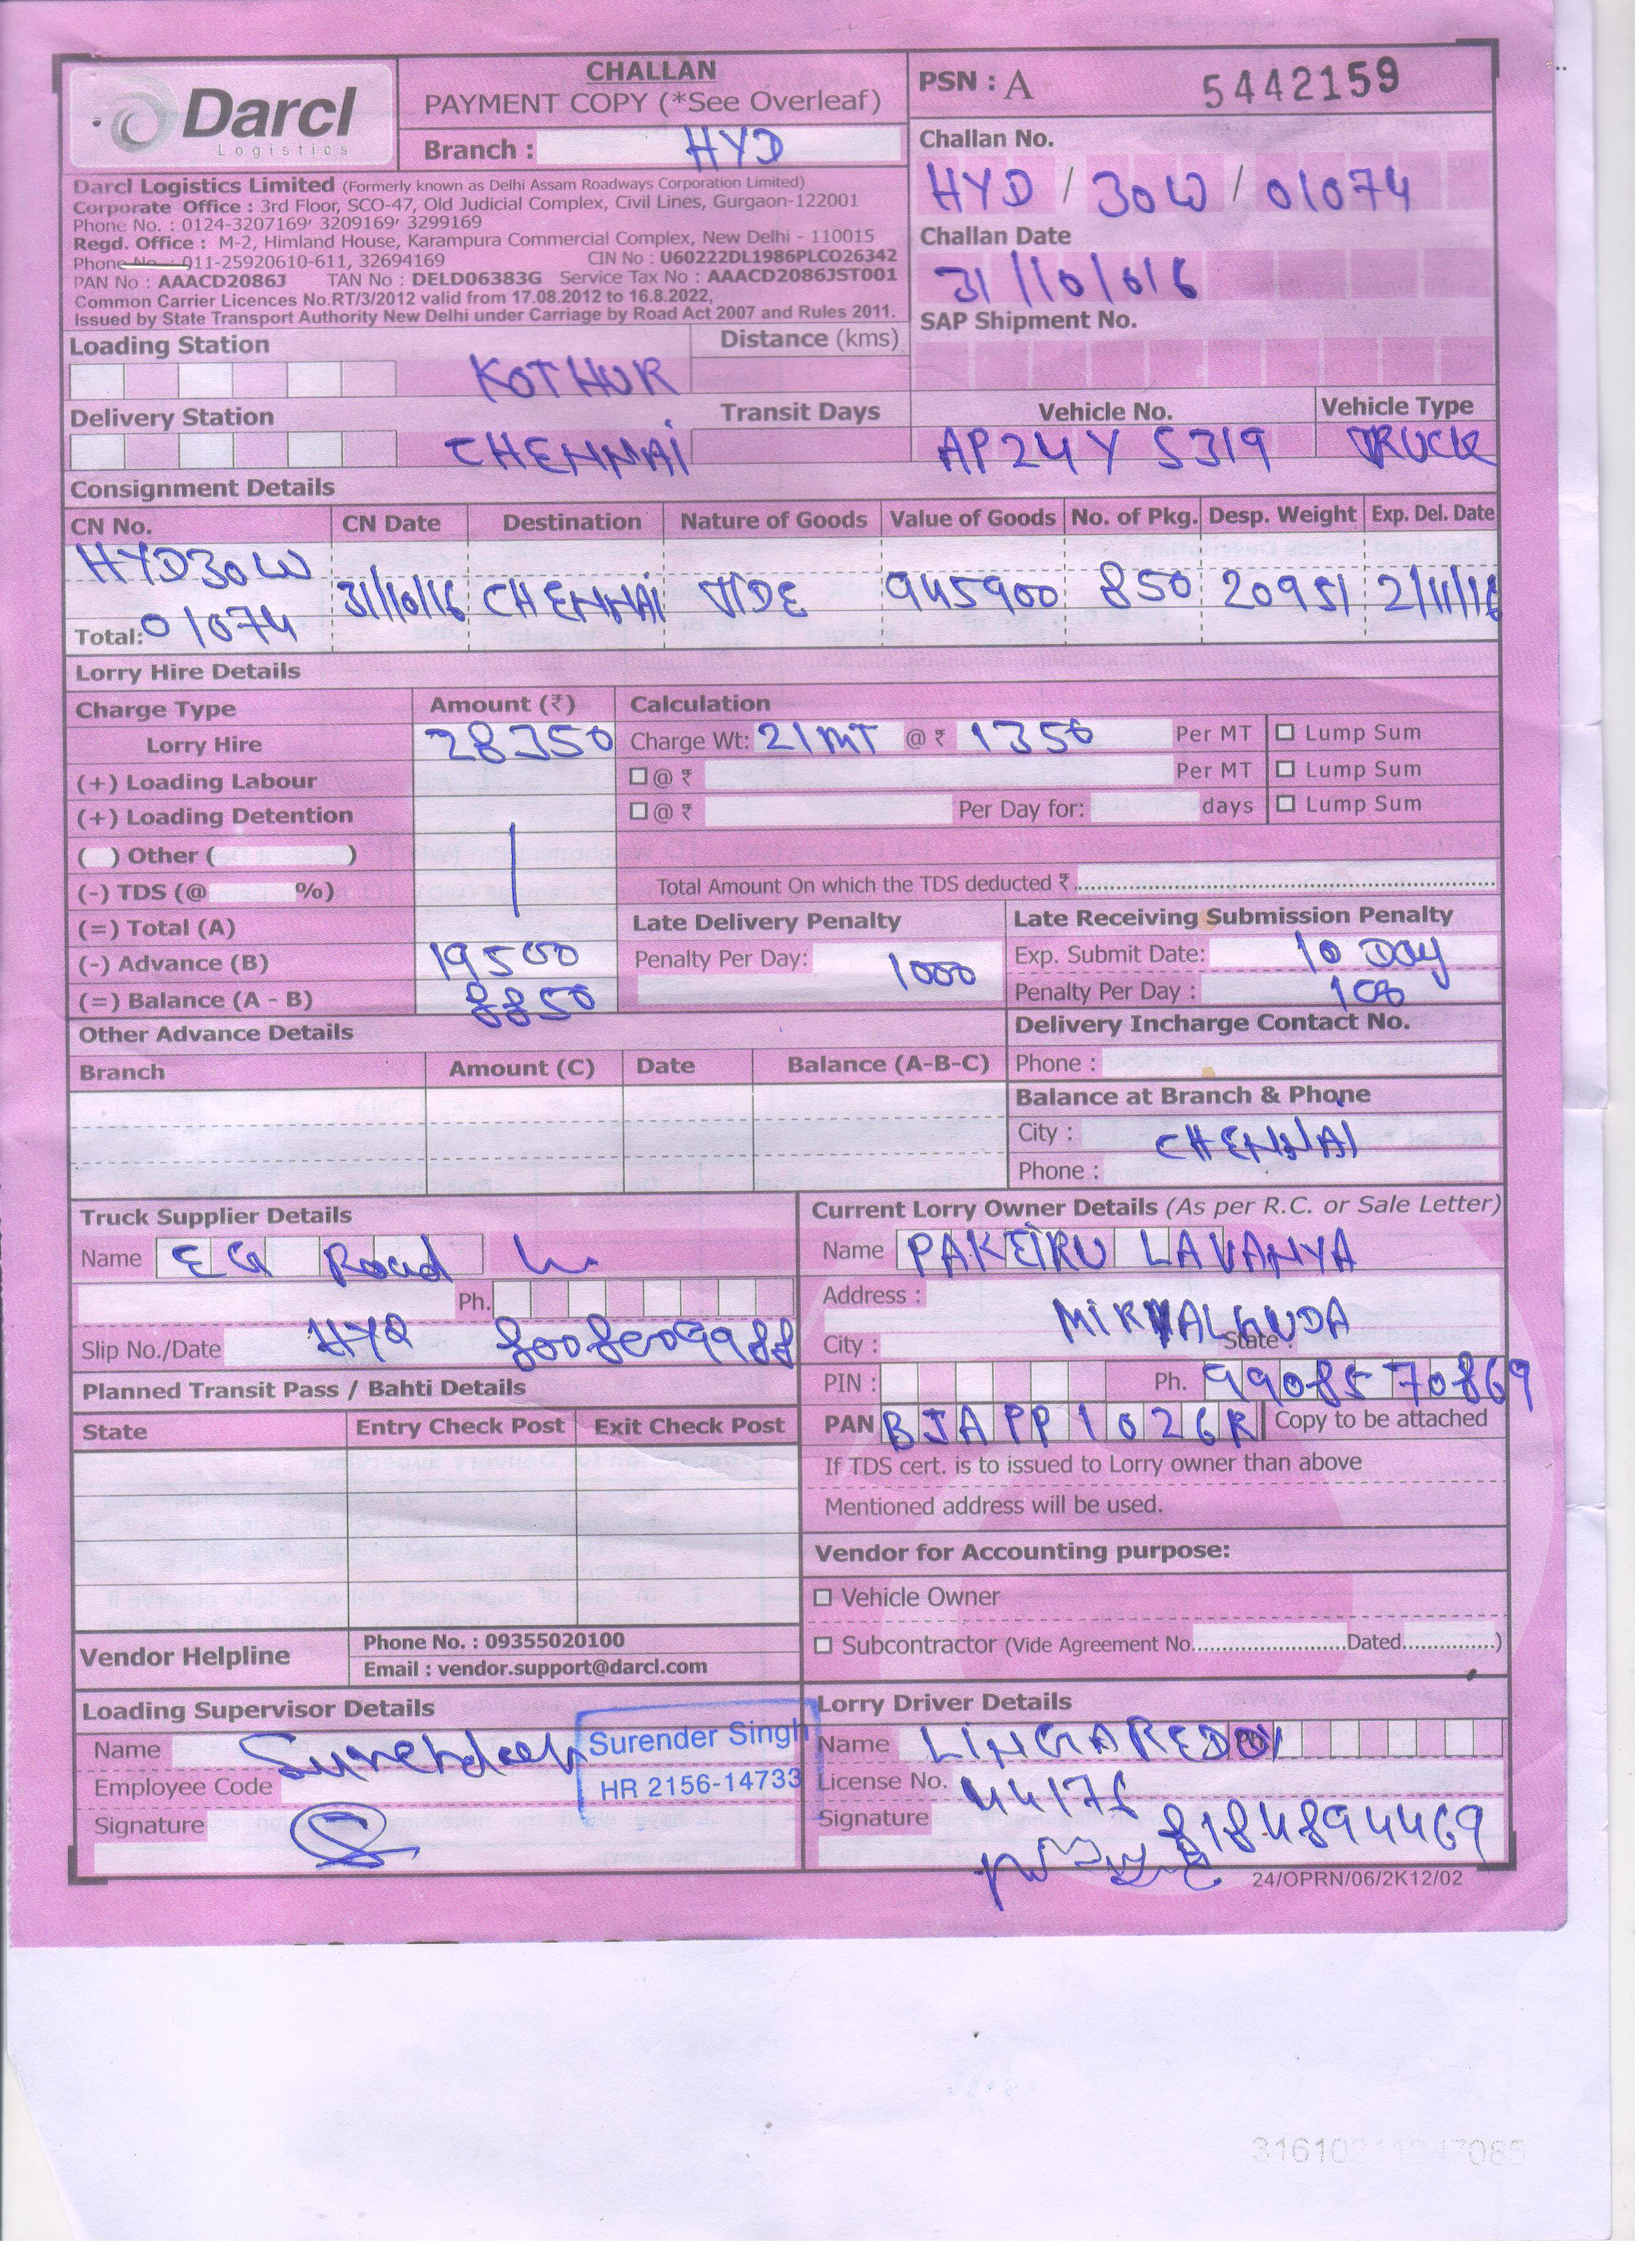 Darcl
Logistics
CHALLAN
PAYMENT COPY (*See Overleaf)
Branch : HYD
PSN : A 5442159
Challan No.
HYD / 30W / 01074
Challan Date
31/10/016
SAP Shipment No.
Darcl Logistics Limited (Formerly known as Delhi Assam Roadways Corporation Limited)
Corporate Office : 3rd Floor, SCO-47, Old Judicial Complex, Civil Lines, Gurgaon-122001
Phone No. : 0124-3207169, 3209169, 3299169
Regd. Office : M-2, Himland House, Karampura Commercial Complex, New Delhi - 110015
Phone No. : 011-25920610-611, 32694169 CIN No : U60222DL1986PLCO26342
PAN No : AAACD2086J TAN No : DELD06383G Service Tax No : AAACD2086JST001
Common Carrier Licences No.RT/3/2012 valid from 17.08.2012 to 16.8.2022,
Issued by State Transport Authority New Delhi under Carriage by Road Act 2007 and Rules 2011.
Loading Station KOTHUR Distance (kms)
Delivery Station CHENNAI Transit Days
Vehicle No. Vehicle Type
AP24Y 5319 TRUCK
Consignment Details
CN No. CN Date Destination Nature of Goods Value of Goods No. of Pkg. Desp. Weight Exp. Del. Date
HYD30W
31/10/16 CHENNAI TIDE 945900 850 20951 2/11/16
Total: 01074
Lorry Hire Details
Charge Type Amount (₹) Calculation
Lorry Hire 28350 Charge Wt: 21MT @ ₹ 1350 Per MT Lump Sum
(+) Loading Labour @ ₹ Per MT Lump Sum
(+) Loading Detention @ ₹ Per Day for: days Lump Sum
( ) Other ( )
(-) TDS (@ %) Total Amount On which the TDS deducted ₹
(=) Total (A) Late Delivery Penalty Late Receiving Submission Penalty
(-) Advance (B) 19500 Penalty Per Day: 1000 Exp. Submit Date: 10 Day
(=) Balance (A - B) 8850 Penalty Per Day : 100
Other Advance Details Delivery Incharge Contact No.
Branch Amount (C) Date Balance (A-B-C) Phone :
Balance at Branch & Phone
City : CHENNAI
Phone :
Truck Supplier Details
Name EG Road
Ph.
Slip No./Date 8008009988
Planned Transit Pass / Bahti Details
State Entry Check Post Exit Check Post
Vendor Helpline
Phone No. : 09355020100
Email : vendor.support@darcl.com
Current Lorry Owner Details (As per R.C. or Sale Letter)
Name PAKEIRU LAVANYA
Address :
MIRYALGUDA
City : State :
PIN : Ph. 9908570869
PAN BJAPP1026R Copy to be attached
If TDS cert. is to issued to Lorry owner than above
Mentioned address will be used.
Vendor for Accounting purpose:
Vehicle Owner
Subcontractor (Vide Agreement No. Dated )
Loading Supervisor Details
Name
Employee Code
Signature
Surender Singh
HR 2156-14733
Lorry Driver Details
Name LINGAREDDY
License No. 44176
Signature 8184894469
24/OPRN/06/2K12/02